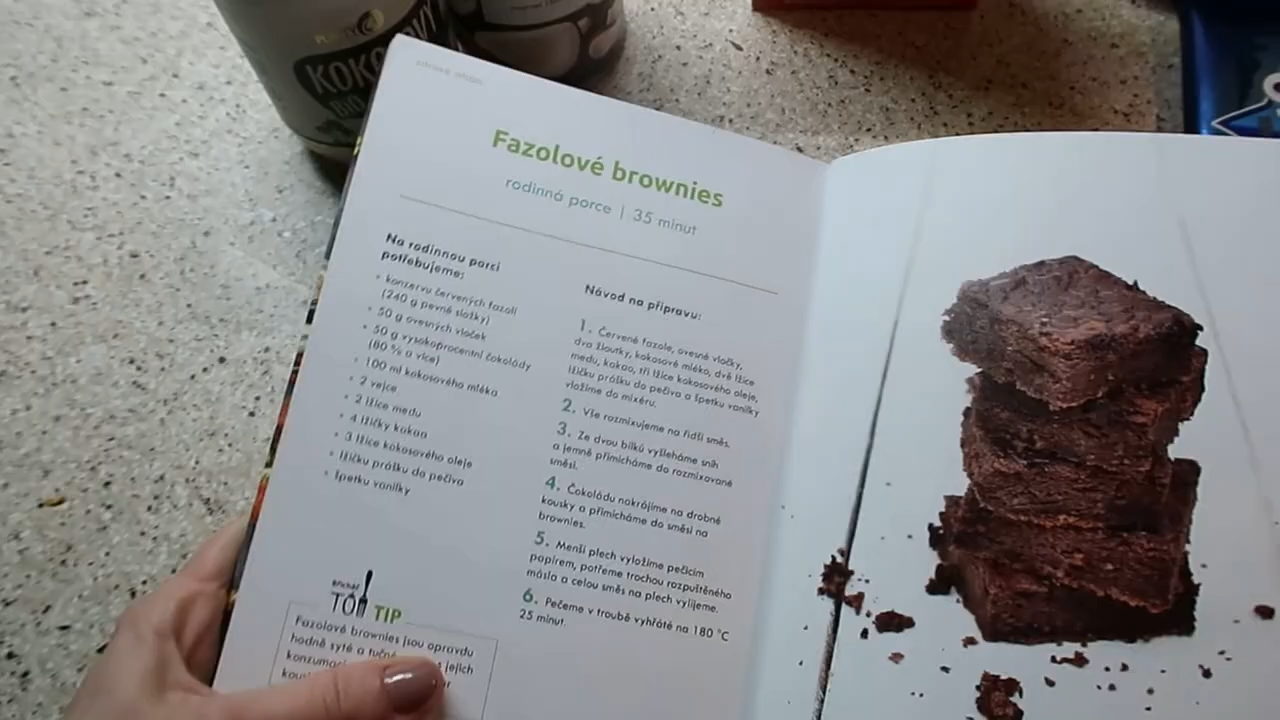 KOKOSOVÝ
BIO
Fazolové brownies
rodinná porce | 35 minut
Na rodinnou porci
potřebujeme:
• konzervu červených fazolí
(240 g pevné složky)
• 50 g ovesných vloček
• 50 g vysokoprocentní čokolády
(80 % a více)
• 100 ml kokosového mléka
• 2 vejce
• 2 lžíce medu
• 4 lžičky kakaa
• 3 lžíce kokosového oleje
• lžičku prášku do pečiva
• špetku vanilky
Návod na přípravu:
1. Červené fazole, ovesné vločky,
dva žloutky, kokosové mléko, dvě lžíce
medu, kakao, tři lžíce kokosového oleje,
lžičku prášku do pečiva a špetku vanilky
vložíme do mixéru.
2. Vše rozmixujeme na řidší směs.
3. Ze dvou bílků vyšleháme sníh
a jemně přimícháme do rozmixované
směsi.
4. Čokoládu nakrájíme na drobné
kousky a přimícháme do směsi na
brownies.
5. Menší plech vyložíme pečicím
papírem, potřeme trochou rozpuštěného
másla a celou směs na plech vylijeme.
6. Pečeme v troubě vyhřáté na 180 °C
25 minut.
TOP TIP
Fazolové brownies jsou opravdu
hodně syté a tučné jejich